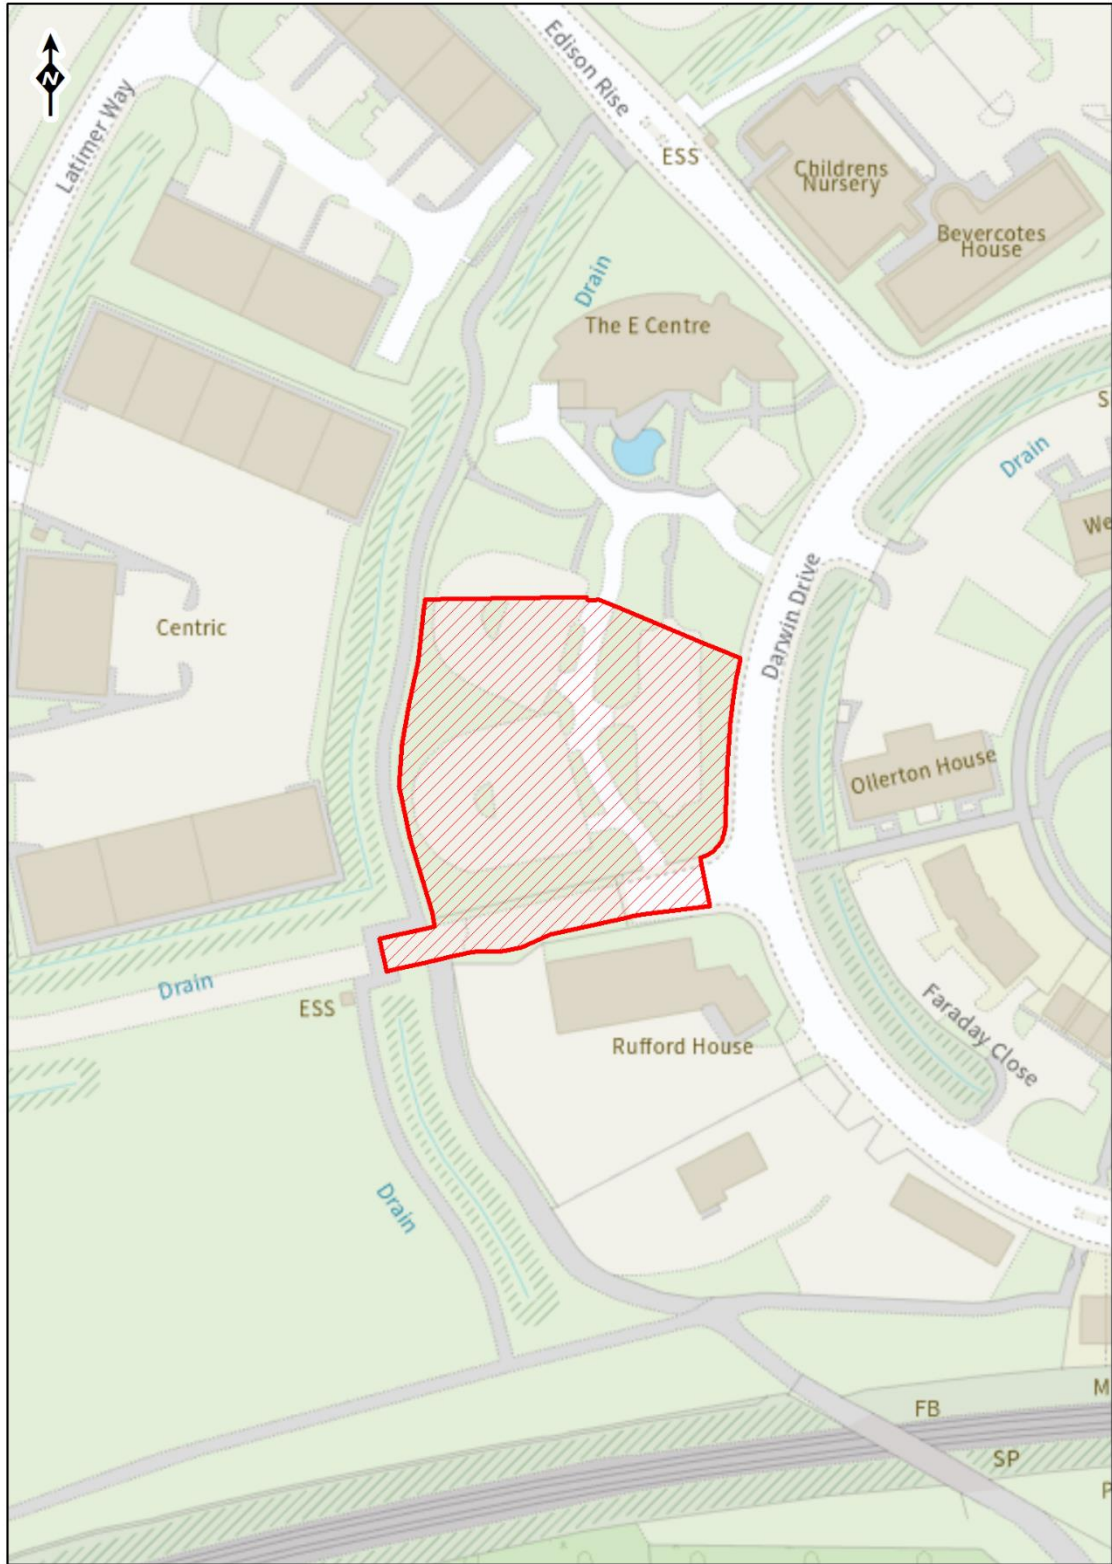 N
Latimer Way
Edison Rise
ESS
Childrens
Nursery
Bevercotes
House
Drain
The E Centre
S
Drain
We
Centric
Darwin Drive
Ollerton House
Drain
ESS
Faraday Close
Rufford House
Drain
M
FB
SP
P